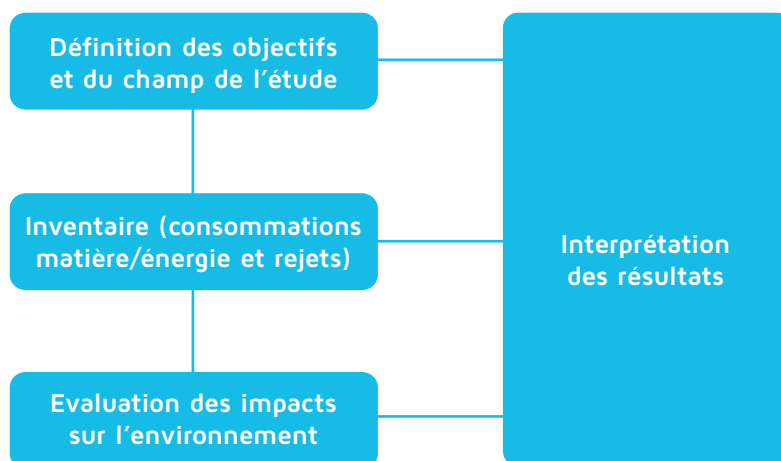 Définition des objectifs
et du champ de l’étude
Inventaire (consommations
matière/énergie et rejets)
Interprétation
des résultats
Evaluation des impacts
sur l’environnement